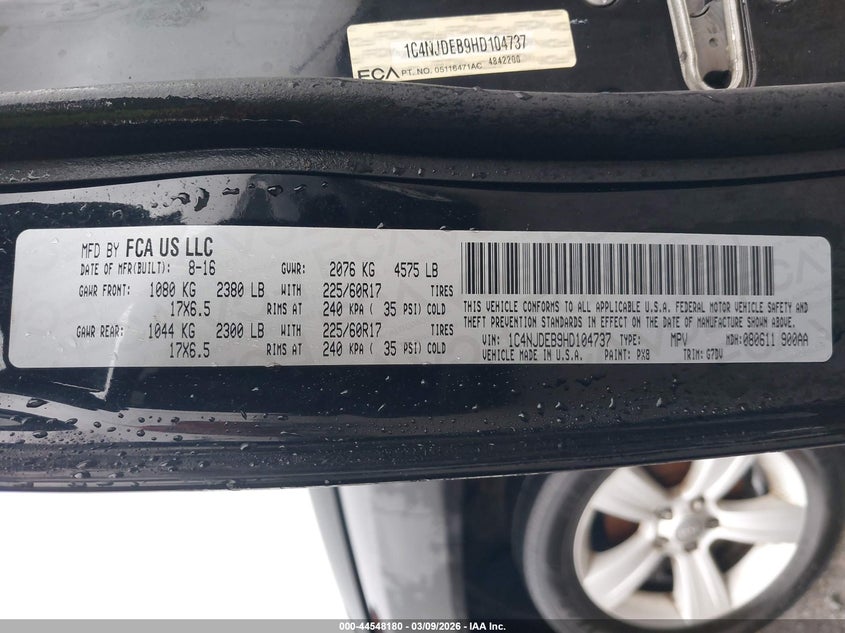 1C4NJDEB9HD104737
FCA PT. NO. 05116471AC 4842200
MFD BY FCA US LLC
DATE OF MFR(BUILT): 8-16 GVWR: 2076 KG 4575 LB
GAWR FRONT: 1080 KG 2380 LB WITH 225/60R17 TIRES
17X6.5 RIMS AT 240 KPA ( 35 PSI) COLD
GAWR REAR: 1044 KG 2300 LB WITH 225/60R17 TIRES
17X6.5 RIMS AT 240 KPA ( 35 PSI) COLD
THIS VEHICLE CONFORMS TO ALL APPLICABLE U.S.A. FEDERAL MOTOR VEHICLE SAFETY AND
THEFT PREVENTION STANDARDS IN EFFECT ON THE DATE OF MANUFACTURE SHOWN ABOVE.
VIN: 1C4NJDEB9HD104737 TYPE: MPV MDH: 080611 900AA
VEHICLE MADE IN U.S.A. PAINT: PX8 TRIM: G7DV
000-44548180 - 03/09/2026 - IAA Inc.